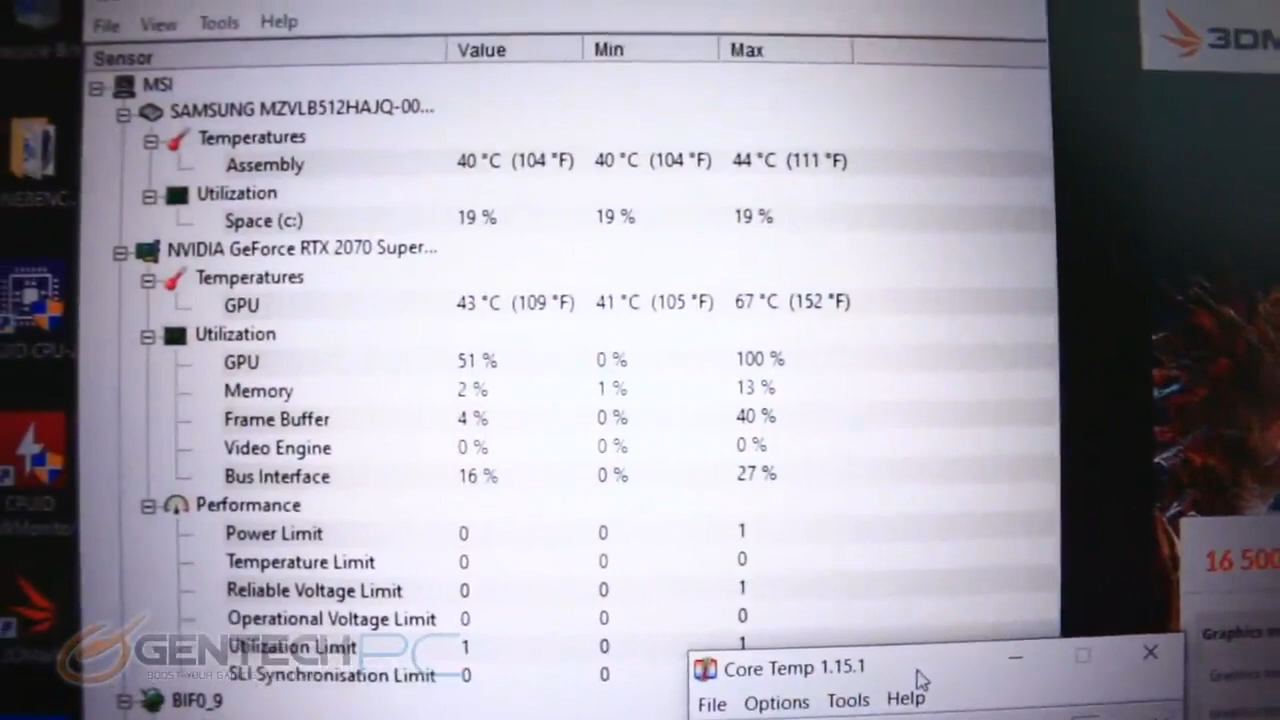 File View Tools Help
Sensor Value Min Max
MSI
SAMSUNG MZVLB512HAJQ-00...
Temperatures
Assembly 40 °C (104 °F) 40 °C (104 °F) 44 °C (111 °F)
Utilization
Space (c:) 19 % 19 % 19 %
NVIDIA GeForce RTX 2070 Super...
Temperatures
GPU 43 °C (109 °F) 41 °C (105 °F) 67 °C (152 °F)
Utilization
GPU 51 % 0 % 100 %
Memory 2 % 1 % 13 %
Frame Buffer 4 % 0 % 40 %
Video Engine 0 % 0 % 0 %
Bus Interface 16 % 0 % 27 %
Performance
Power Limit 0 0 1
Temperature Limit 0 0 0
Reliable Voltage Limit 0 0 1
Operational Voltage Limit 0 0 0
Utilization Limit 1 0 1
SLI Synchronisation Limit 0 0
BIF0_9
GENTECH PC
Core Temp 1.15.1
File Options Tools Help
3DM
16 500
Graphics
CPUID